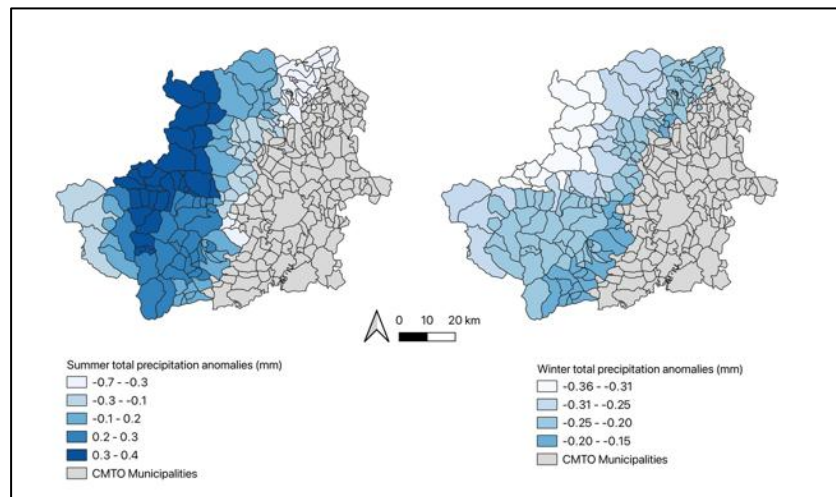 0 10 20 km
Summer total precipitation anomalies (mm)
-0.7 - -0.3
-0.3 - -0.1
-0.1 - 0.2
0.2 - 0.3
0.3 - 0.4
CMTO Municipalities
Winter total precipitation anomalies (mm)
-0.36 - -0.31
-0.31 - -0.25
-0.25 - -0.20
-0.20 - -0.15
CMTO Municipalities